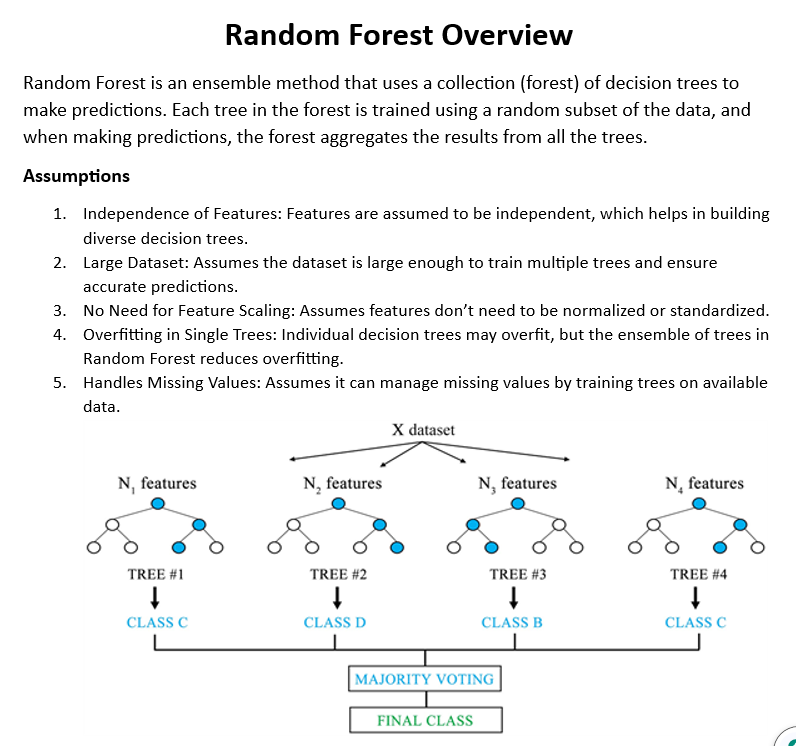 Random Forest Overview
Random Forest is an ensemble method that uses a collection (forest) of decision trees to
make predictions. Each tree in the forest is trained using a random subset of the data, and
when making predictions, the forest aggregates the results from all the trees.
Assumptions
1. Independence of Features: Features are assumed to be independent, which helps in building
diverse decision trees.
2. Large Dataset: Assumes the dataset is large enough to train multiple trees and ensure
accurate predictions.
3. No Need for Feature Scaling: Assumes features don’t need to be normalized or standardized.
4. Overfitting in Single Trees: Individual decision trees may overfit, but the ensemble of trees in
Random Forest reduces overfitting.
5. Handles Missing Values: Assumes it can manage missing values by training trees on available
data.
X dataset
N₁ features N₂ features N₃ features N₄ features
TREE #1 TREE #2 TREE #3 TREE #4
CLASS C CLASS D CLASS B CLASS C
MAJORITY VOTING
FINAL CLASS